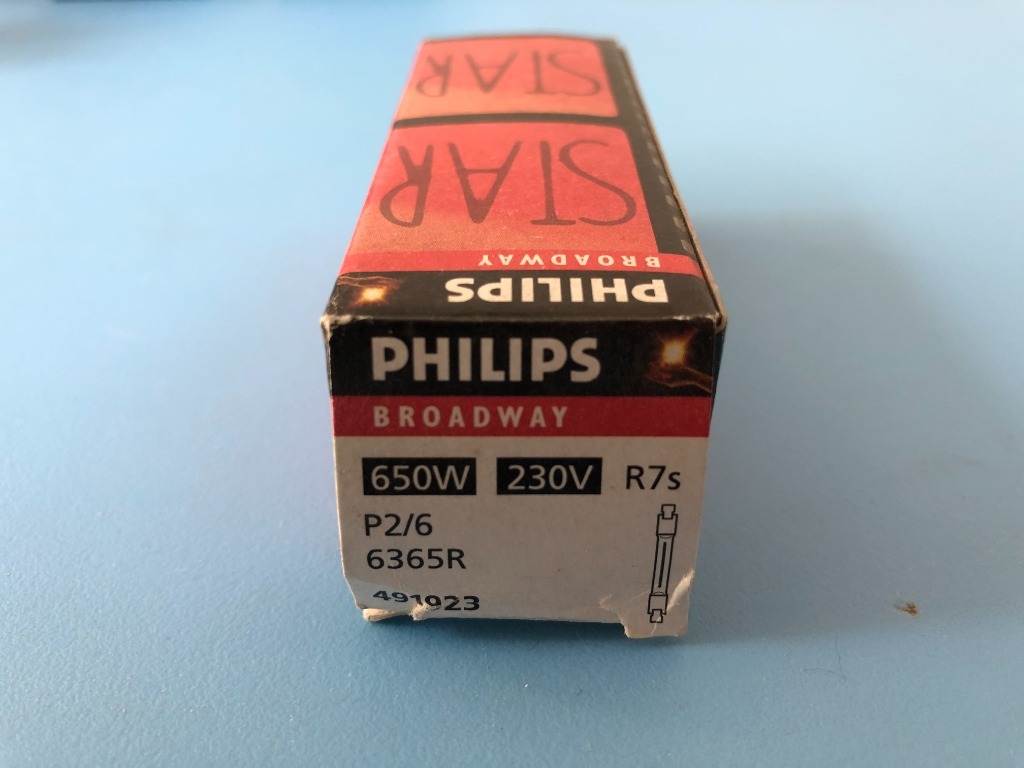 STAR
STAR
BROADWAY
PHILIPS
PHILIPS
BROADWAY
650W 230V R7s
P2/6
6365R
491923